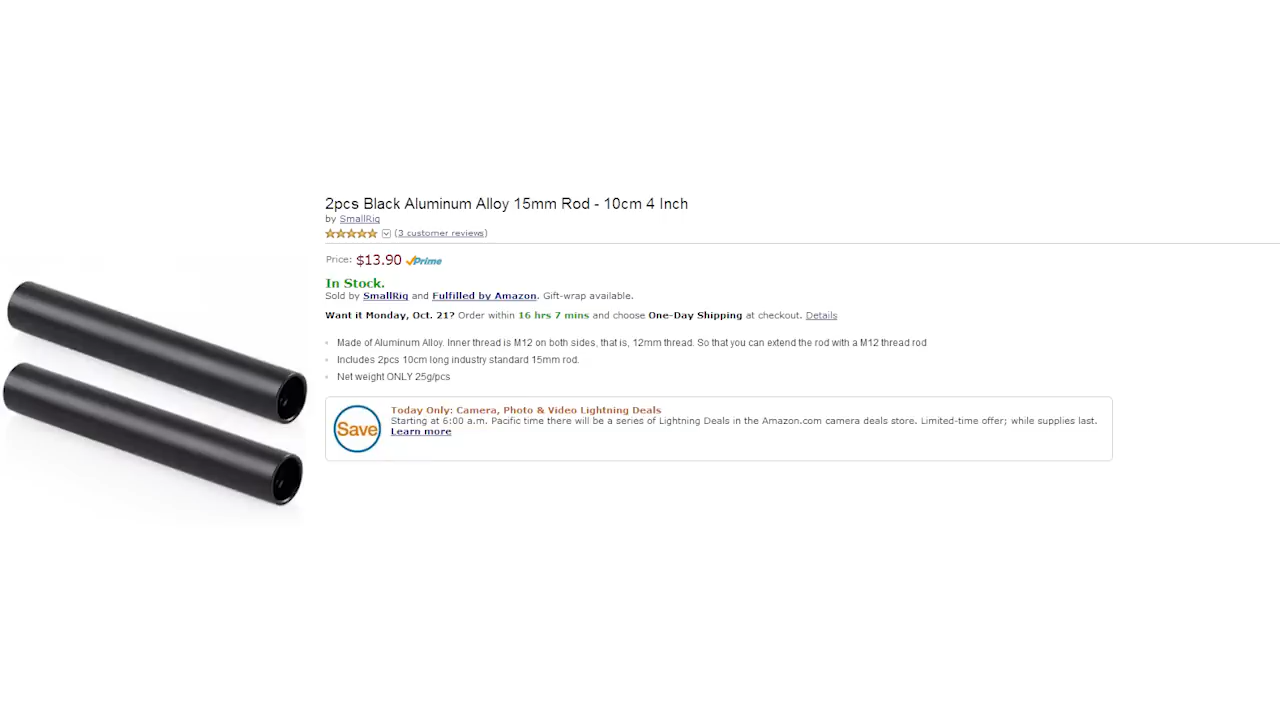 2pcs Black Aluminum Alloy 15mm Rod - 10cm 4 Inch
by SmallRig
(3 customer reviews)
Price: $13.90 Prime
In Stock.
Sold by SmallRig and Fulfilled by Amazon. Gift-wrap available.
Want it Monday, Oct. 21? Order within 16 hrs 7 mins and choose One-Day Shipping at checkout. Details
Made of Aluminum Alloy. Inner thread is M12 on both sides, that is, 12mm thread. So that you can extend the rod with a M12 thread rod
Includes 2pcs 10cm long industry standard 15mm rod.
Net weight ONLY 25g/pcs
Save
Today Only: Camera, Photo & Video Lightning Deals
Starting at 6:00 a.m. Pacific time there will be a series of Lightning Deals in the Amazon.com camera deals store. Limited-time offer; while supplies last.
Learn more